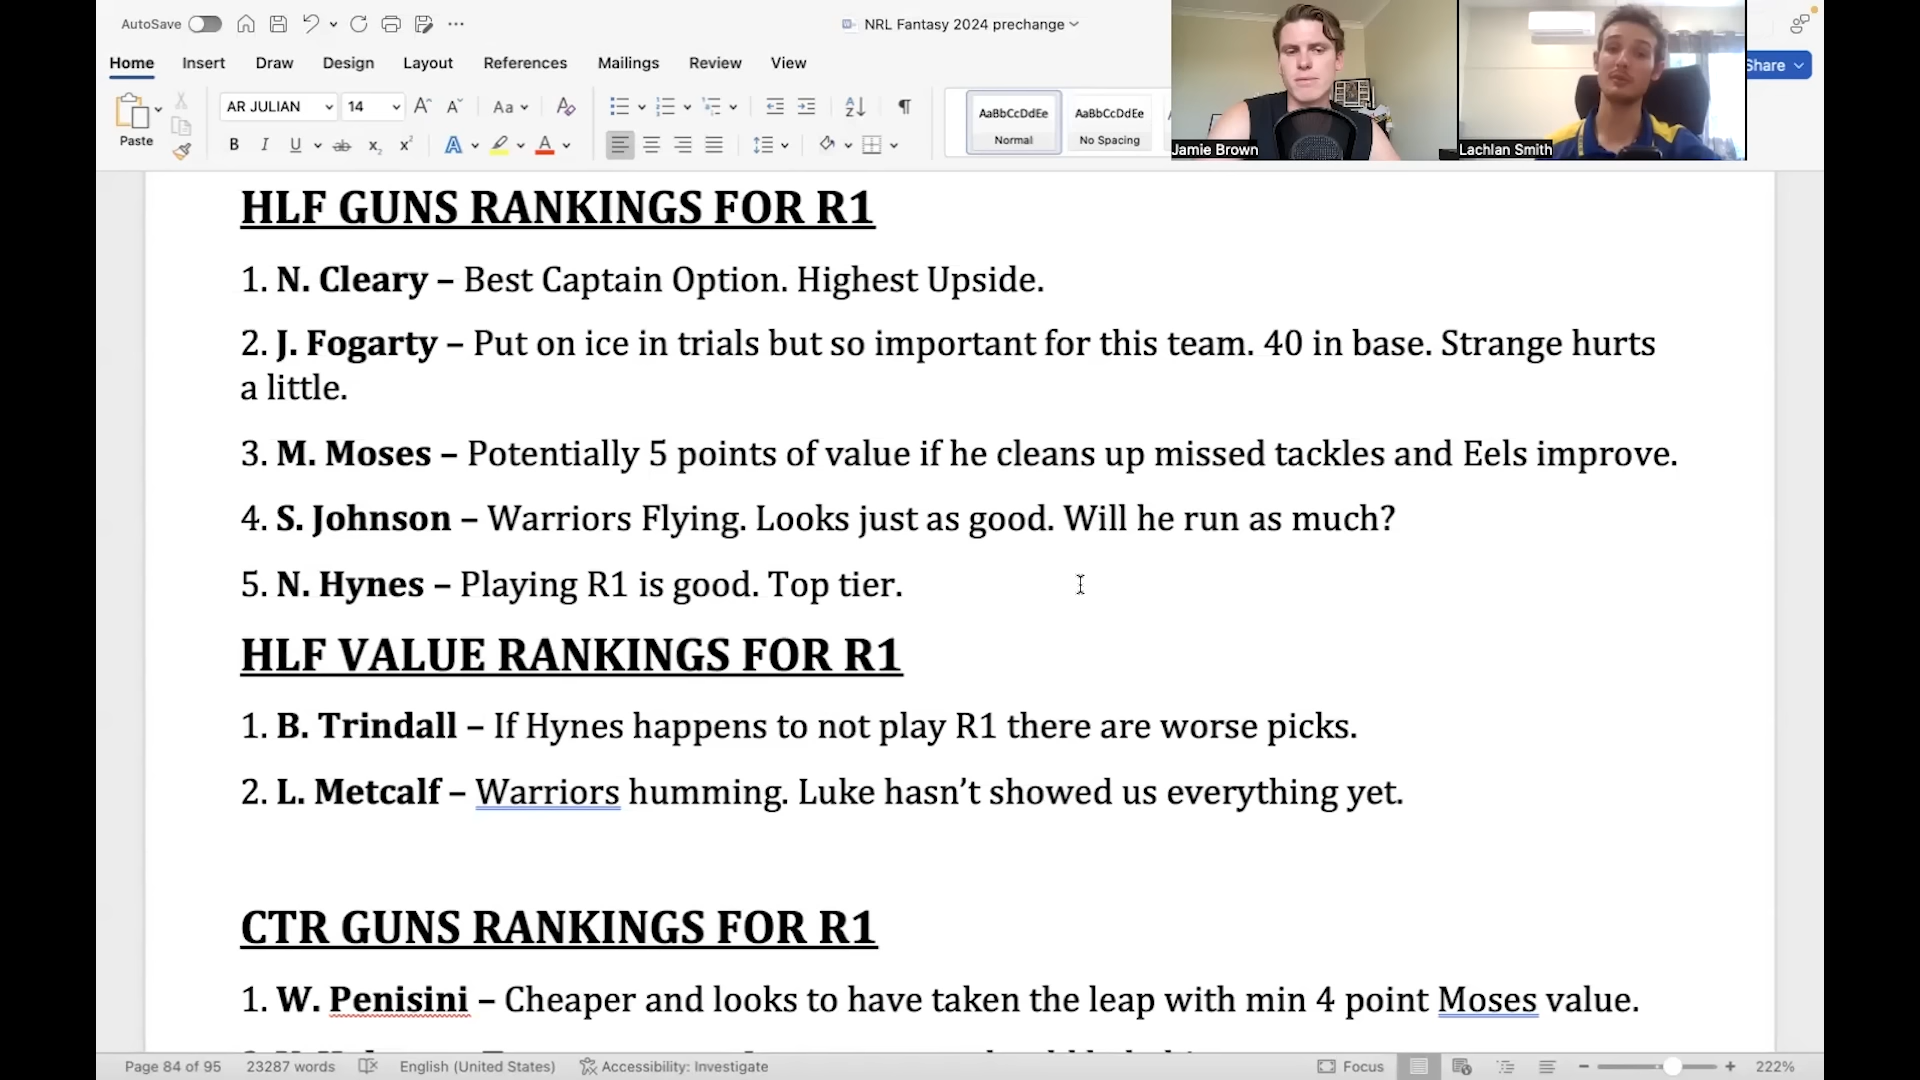 AutoSave
NRL Fantasy 2024 prechange
Home Insert Draw Design Layout References Mailings Review View
Share
Paste
AR JULIAN 14
Aa
AaBbCcDdEe AaBbCcDdEe
Normal No Spacing
Jamie Brown Lachlan Smith
HLF GUNS RANKINGS FOR R1
1. N. Cleary – Best Captain Option. Highest Upside.
2. J. Fogarty – Put on ice in trials but so important for this team. 40 in base. Strange hurts
a little.
3. M. Moses – Potentially 5 points of value if he cleans up missed tackles and Eels improve.
4. S. Johnson – Warriors Flying. Looks just as good. Will he run as much?
5. N. Hynes – Playing R1 is good. Top tier.
HLF VALUE RANKINGS FOR R1
1. B. Trindall – If Hynes happens to not play R1 there are worse picks.
2. L. Metcalf – Warriors humming. Luke hasn’t showed us everything yet.
CTR GUNS RANKINGS FOR R1
1. W. Penisini – Cheaper and looks to have taken the leap with min 4 point Moses value.
Page 84 of 95 23287 words English (United States) Accessibility: Investigate Focus 222%